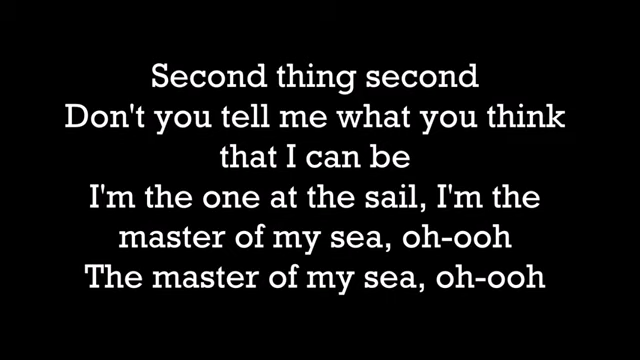 Second thing second
Don't you tell me what you think
that I can be
I'm the one at the sail, I'm the
master of my sea, oh-ooh
The master of my sea, oh-ooh